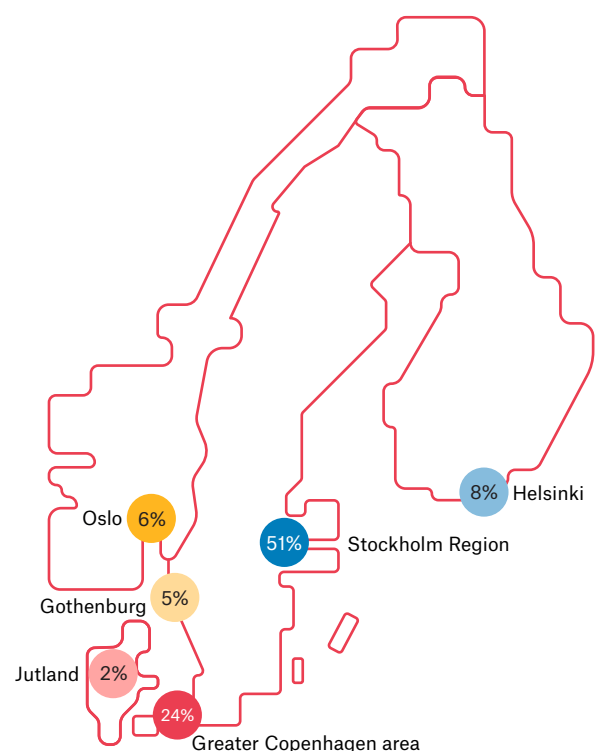 8%
Helsinki
Oslo
6%
51%
Stockholm Region
5%
Gothenburg
Jutland
2%
24%
Greater Copenhagen area